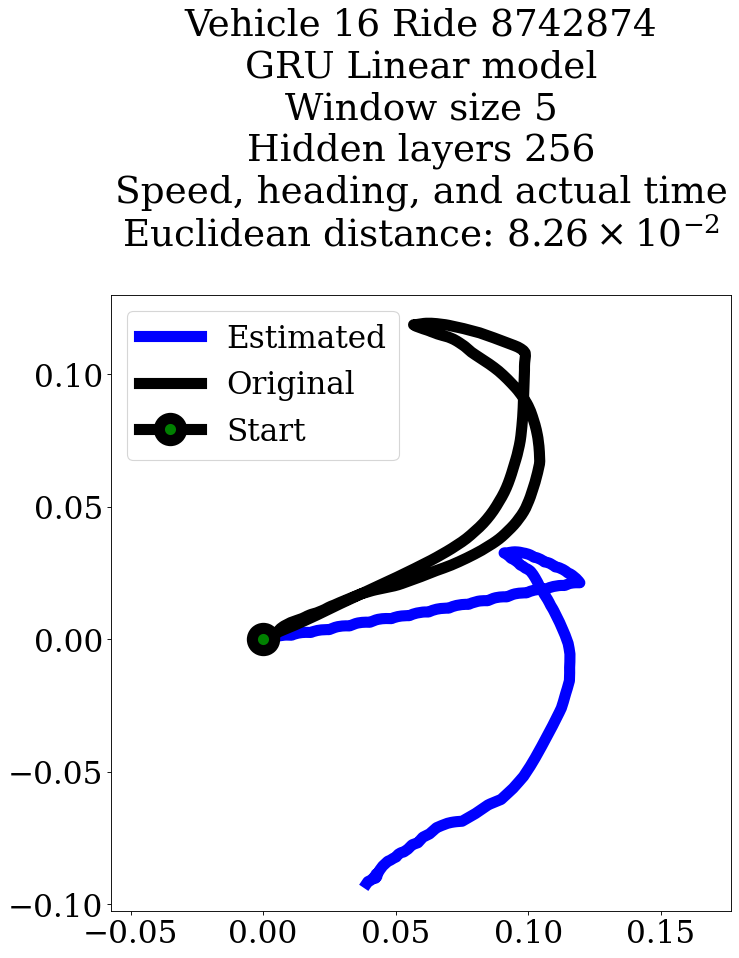 Vehicle 16 Ride 8742874
GRU Linear model
Window size 5
Hidden layers 256
Speed, heading, and actual time
Euclidean distance: 8.26 × 10⁻²
Estimated
Original
Start
0.10
0.05
0.00
−0.05
−0.10
−0.05 0.00 0.05 0.10 0.15